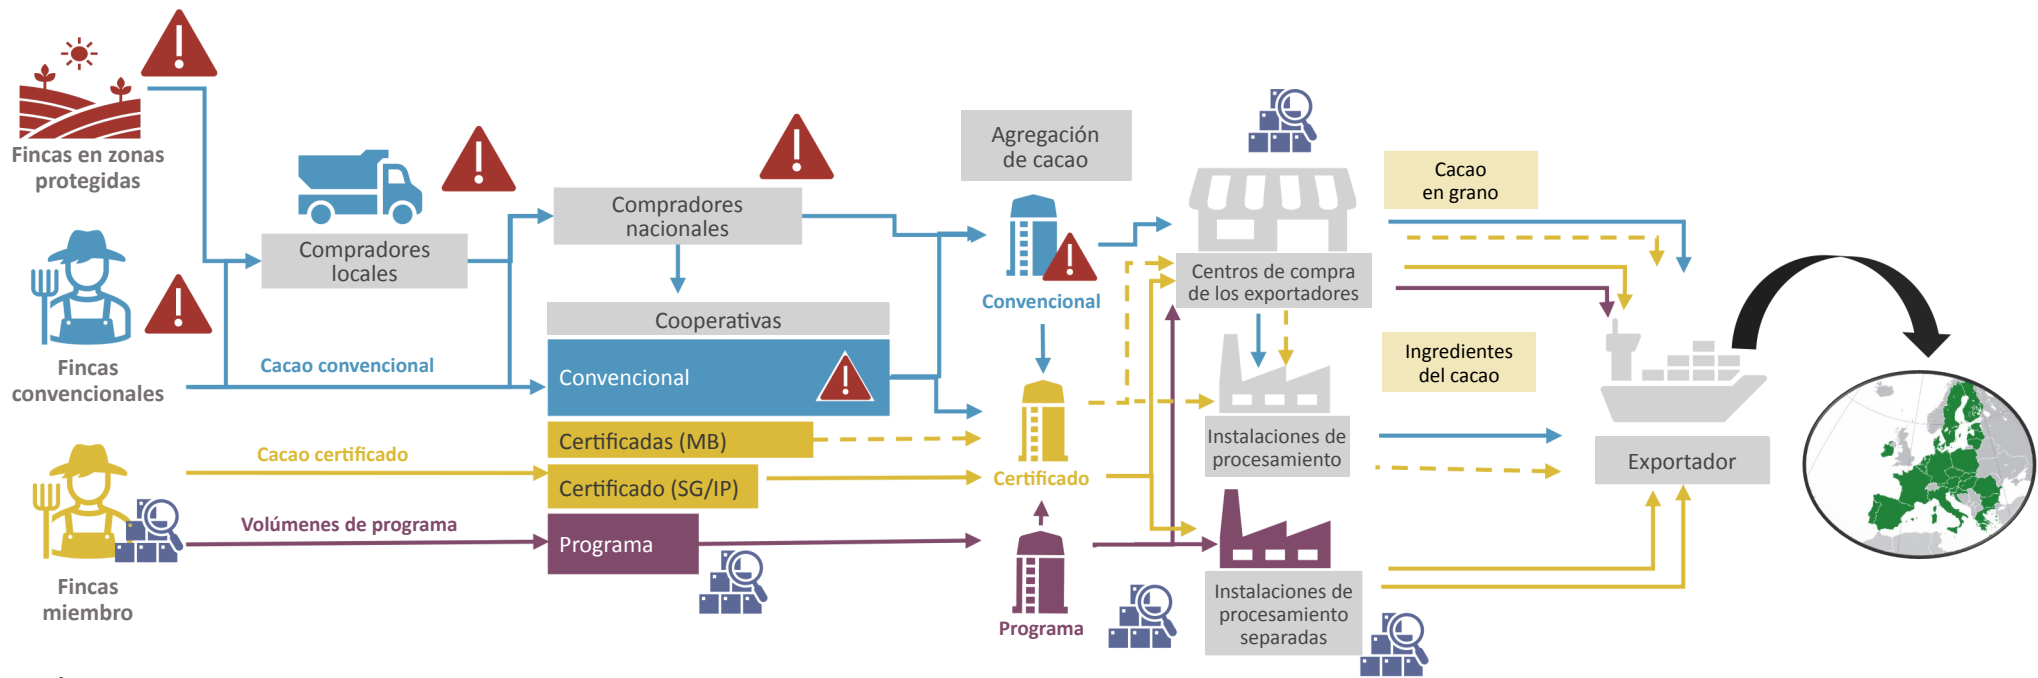 Fincas en zonas
protegidas
Fincas
convencionales
Fincas
miembro
Compradores
locales
Cacao convencional
Cacao certificado
Volúmenes de programa
Compradores
nacionales
Cooperativas
Convencional
Certificadas (MB)
Certificado (SG/IP)
Programa
Agregación
de cacao
Convencional
Certificado
Programa
Centros de compra
de los exportadores
Instalaciones de
procesamiento
Instalaciones de
procesamiento
separadas
Cacao
en grano
Ingredientes
del cacao
Exportador